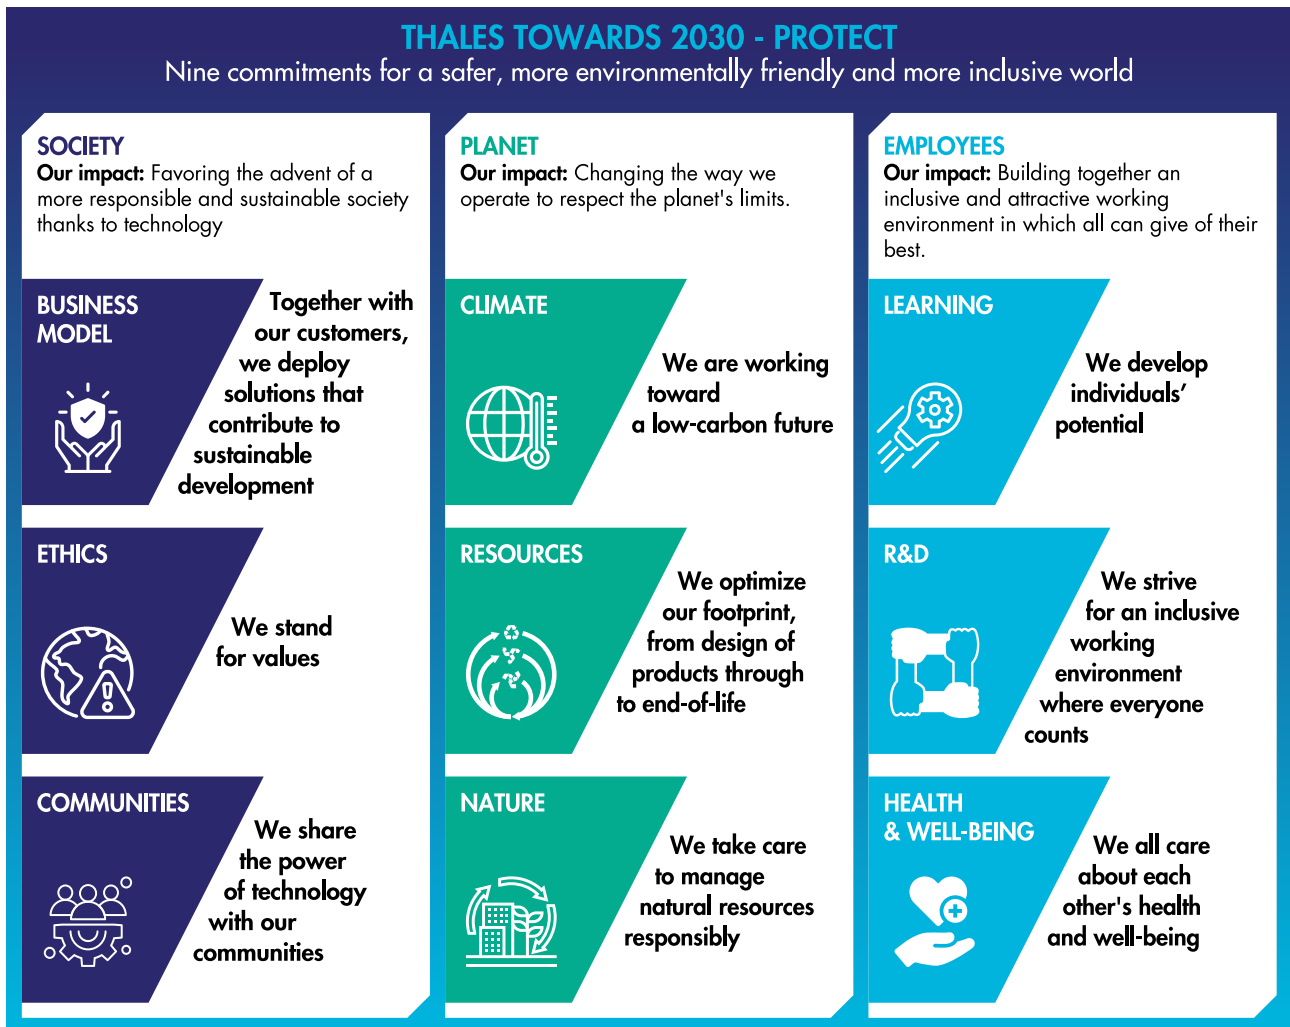 THALES TOWARDS 2030 - PROTECT
Nine commitments for a safer, more environmentally friendly and more inclusive world
SOCIETY
Our impact: Favoring the advent of a
more responsible and sustainable society
thanks to technology
BUSINESS
MODEL
Together with
our customers,
we deploy
solutions that
contribute to
sustainable
development
ETHICS
We stand
for values
COMMUNITIES
We share
the power
of technology
with our
communities
PLANET
Our impact: Changing the way we
operate to respect the planet's limits.
CLIMATE
We are working
toward
a low-carbon future
RESOURCES
We optimize
our footprint,
from design of
products through
to end-of-life
NATURE
We take care
to manage
natural resources
responsibly
EMPLOYEES
Our impact: Building together an
inclusive and attractive working
environment in which all can give of their
best.
LEARNING
We develop
individuals’
potential
R&D
We strive
for an inclusive
working
environment
where everyone
counts
HEALTH
& WELL-BEING
We all care
about each
other's health
and well-being